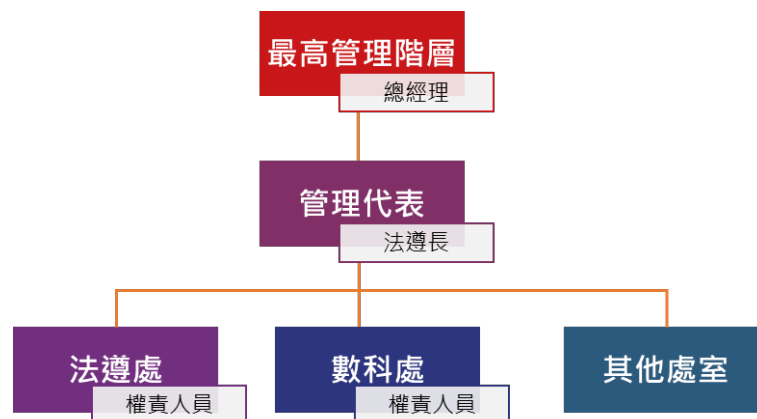 最高管理階層
總經理
管理代表
法遵長
法遵處
數科處
其他處室
權責人員
權責人員